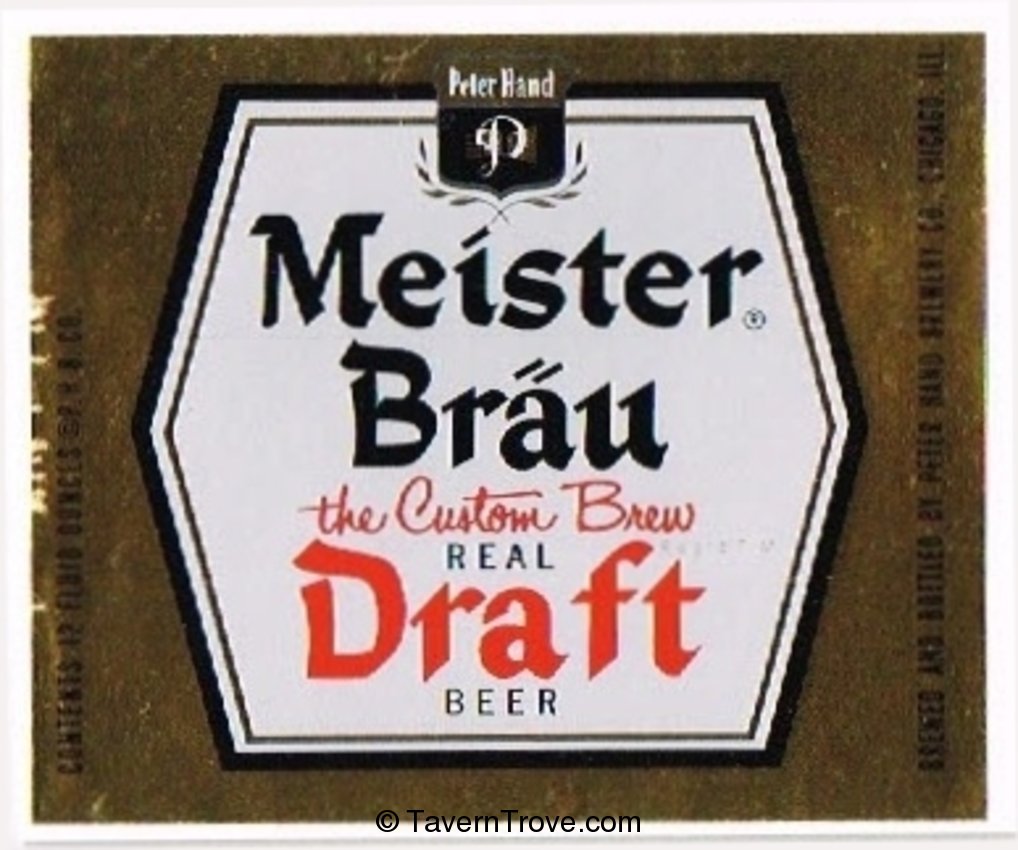 Peter Hand
P
Meister®
Bräu
the Custom Brew
REAL
Draft
BEER
CONTENTS 12 FLUID OUNCES © P. H. B. CO.
BREWED AND BOTTLED BY PETER HAND BREWERY CO. CHICAGO, ILL
© TavernTrove.com